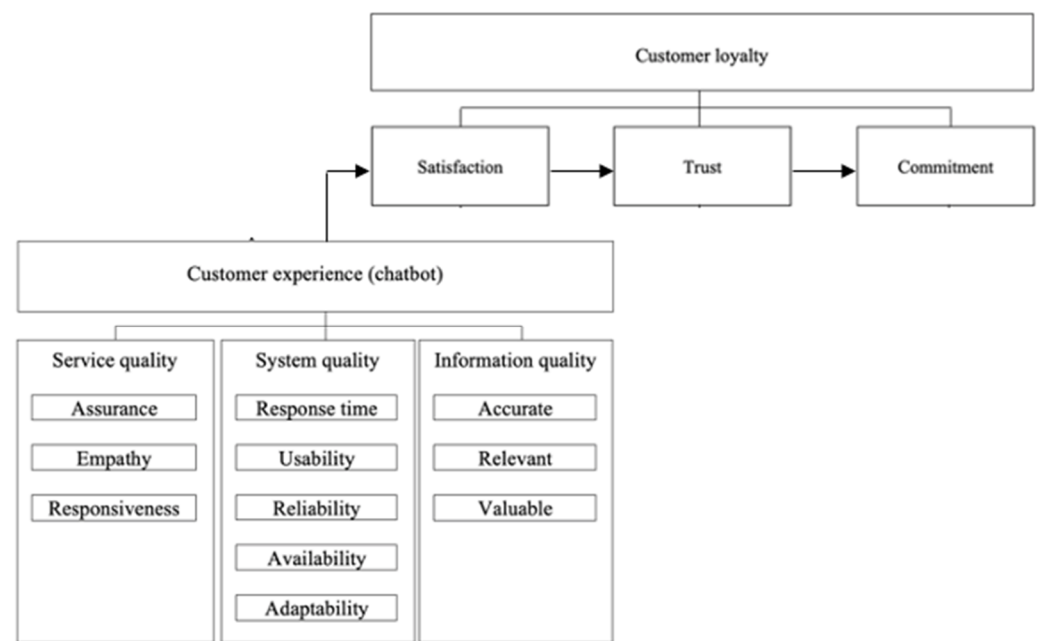 Customer loyalty
Satisfaction
Trust
Commitment
Customer experience (chatbot)
Service quality
Assurance
Empathy
Responsiveness
System quality
Response time
Usability
Reliability
Availability
Adaptability
Information quality
Accurate
Relevant
Valuable